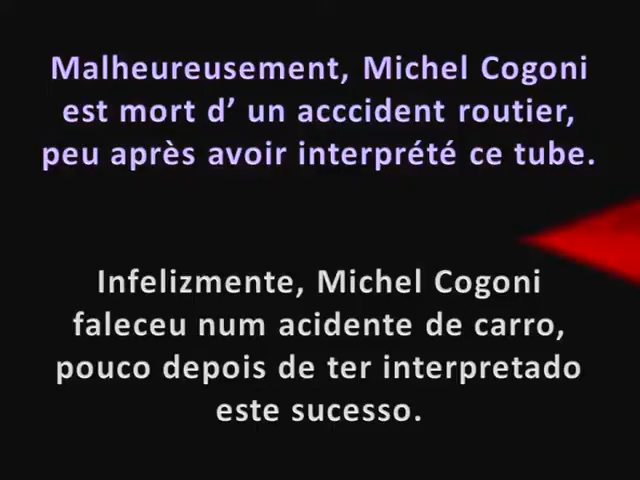 Malheureusement, Michel Cogoni
est mort d’ un acccident routier,
peu après avoir interprété ce tube.
Infelizmente, Michel Cogoni
faleceu num acidente de carro,
pouco depois de ter interpretado
este sucesso.